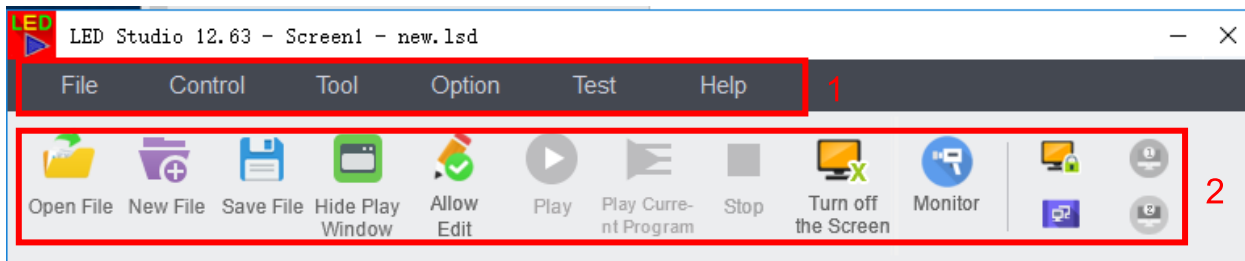 LED
LED Studio 12.63 - Screen1 - new.lsd
File Control Tool Option Test Help 1
Open File New File Save File Hide Play Window Allow Edit Play Play Curre-nt Program Stop Turn off the Screen Monitor
1
2
2